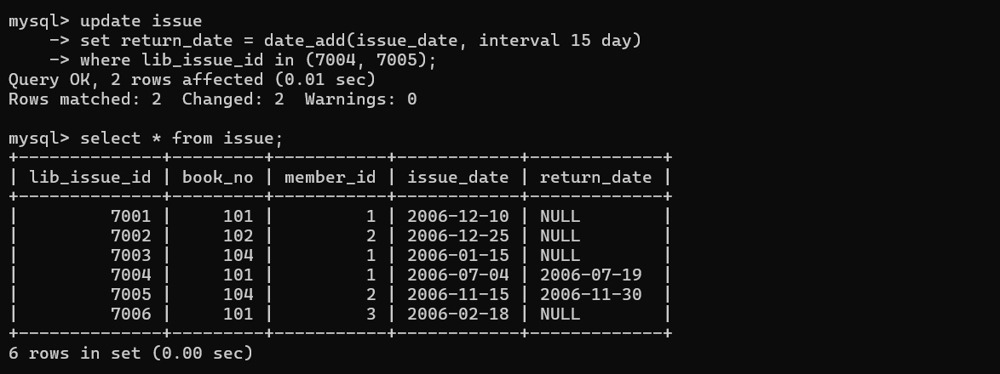 mysql> update issue
    -> set return_date = date_add(issue_date, interval 15 day)
    -> where lib_issue_id in (7004, 7005);
Query OK, 2 rows affected (0.01 sec)
Rows matched: 2  Changed: 2  Warnings: 0

mysql> select * from issue;
+--------------+---------+-----------+------------+-------------+
| lib_issue_id | book_no | member_id | issue_date | return_date |
+--------------+---------+-----------+------------+-------------+
|         7001 |     101 |         1 | 2006-12-10 | NULL        |
|         7002 |     102 |         2 | 2006-12-25 | NULL        |
|         7003 |     104 |         1 | 2006-01-15 | NULL        |
|         7004 |     101 |         1 | 2006-07-04 | 2006-07-19  |
|         7005 |     104 |         2 | 2006-11-15 | 2006-11-30  |
|         7006 |     101 |         3 | 2006-02-18 | NULL        |
+--------------+---------+-----------+------------+-------------+
6 rows in set (0.00 sec)